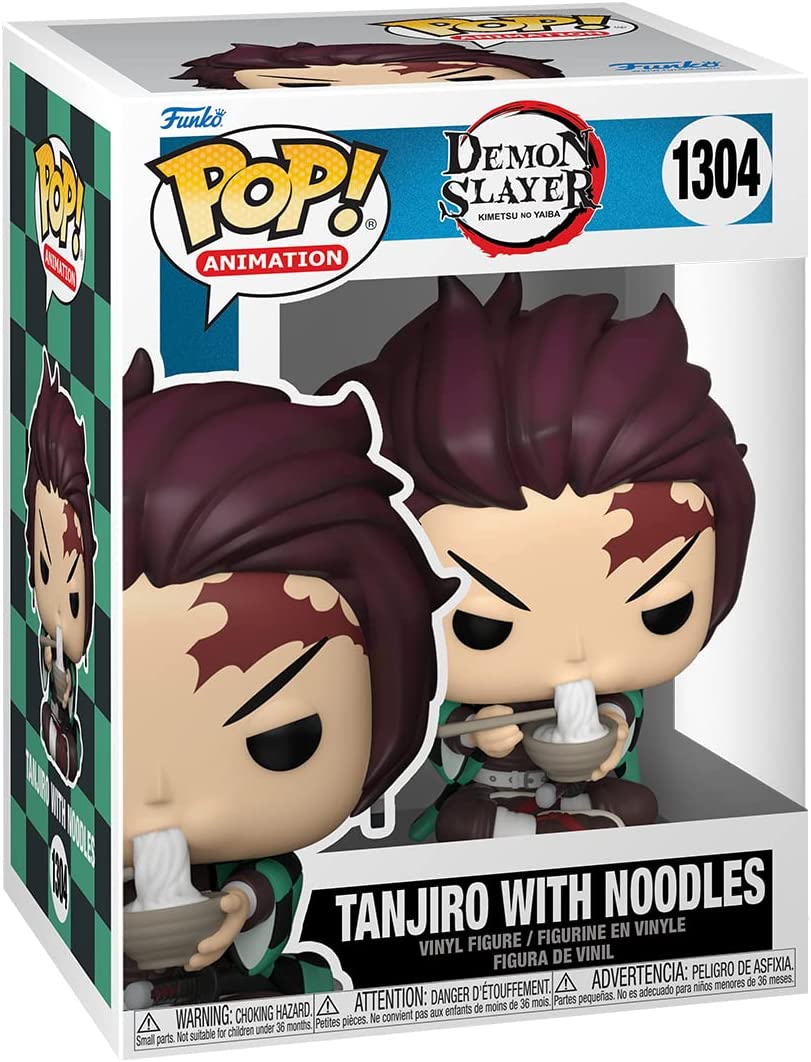 POP!
Funko
Funko
POP!
®
ANIMATION
DEMON
SLAYER
KIMETSU NO YAIBA
1304
POP!
ANIMATION
TANJIRO WITH NOODLES
1304
TANJIRO WITH NOODLES
VINYL FIGURE / FIGURINE EN VINYLE
FIGURA DE VINIL
WARNING: CHOKING HAZARD.
Small parts. Not suitable for children under 36 months.
ATTENTION: DANGER D'ÉTOUFFEMENT.
Petites pièces. Ne convient pas aux enfants de moins de 36 mois.
ADVERTENCIA: PELIGRO DE ASFIXIA.
Partes pequeñas. No es adecuado para niños menores de 36 meses.